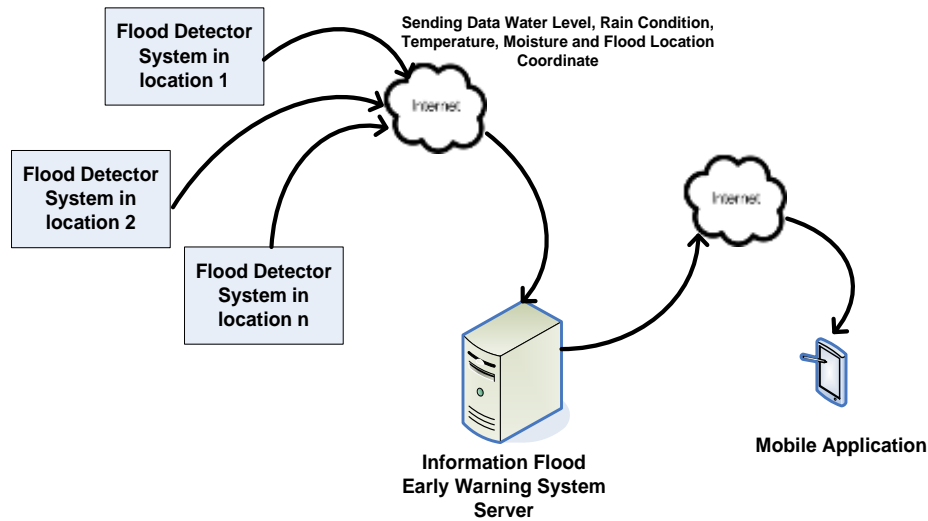 Flood Detector
System in
location 1
Sending Data Water Level, Rain Condition,
Temperature, Moisture and Flood Location
Coordinate
Internet
Flood Detector
System in
location 2
Internet
Flood Detector
System in
location n
Information Flood
Early Warning System
Server
Mobile Application